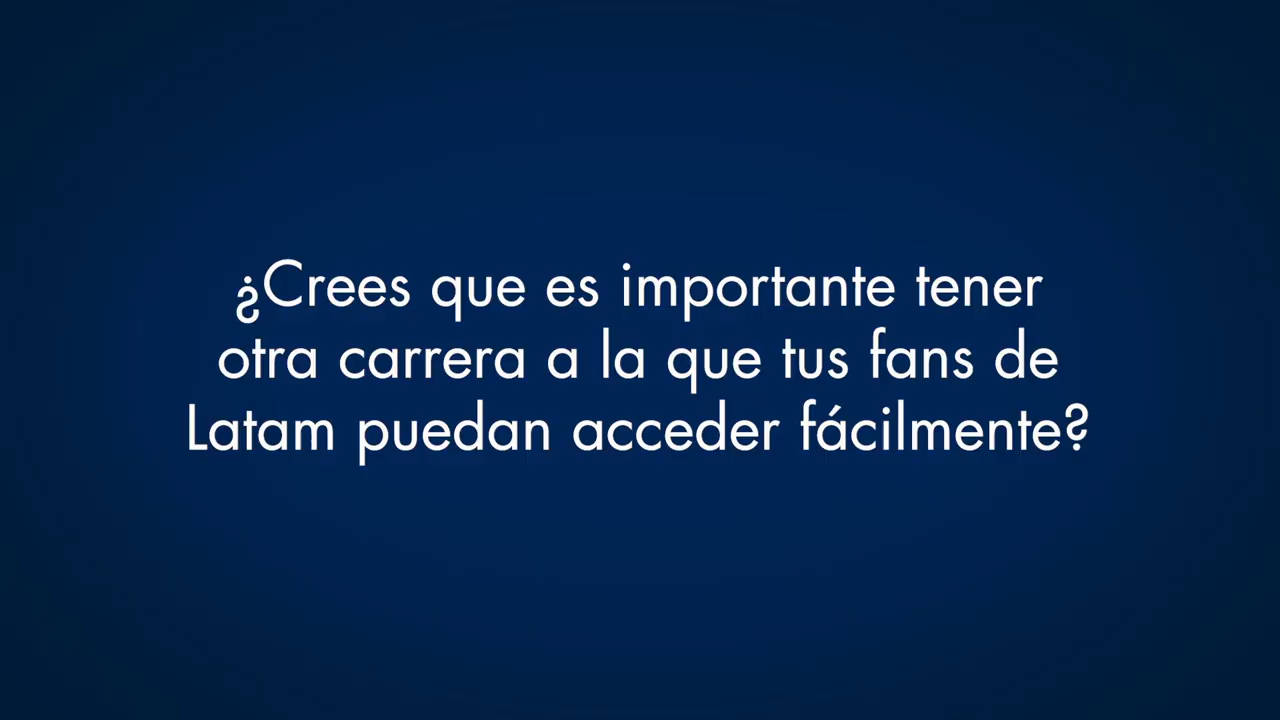 ¿Crees que es importante tener
otra carrera a la que tus fans de
Latam puedan acceder fácilmente?